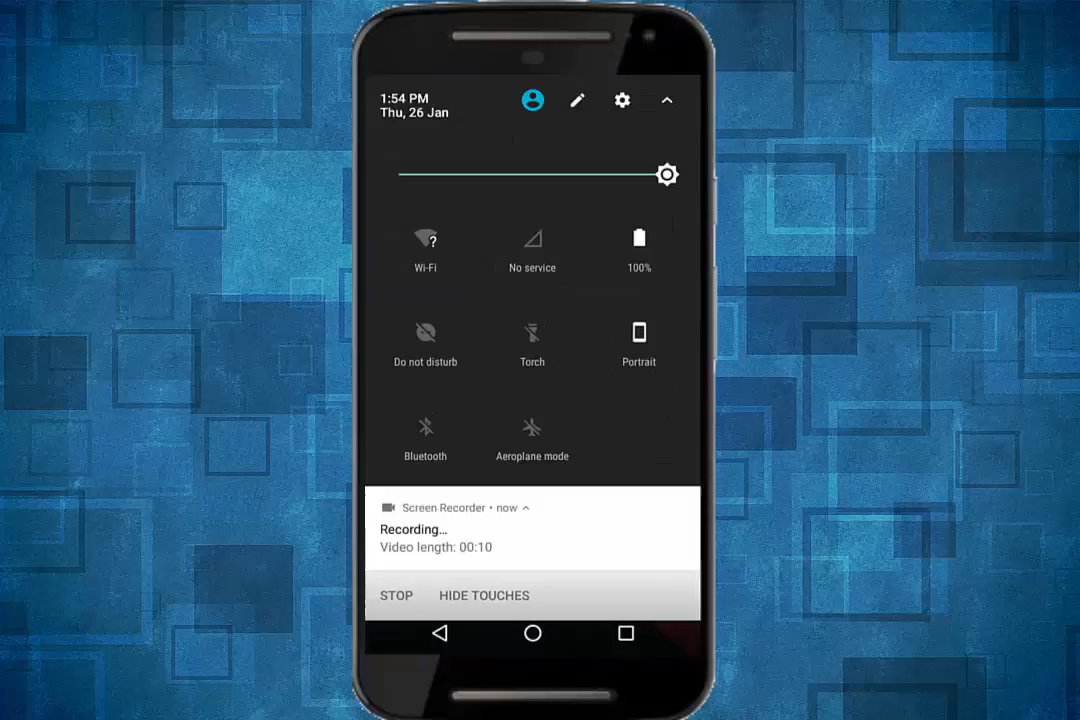 1:54 PM
Thu, 26 Jan
Wi-Fi
No service
100%
Do not disturb
Torch
Portrait
Bluetooth
Aeroplane mode
Screen Recorder • now
Recording...
Video length: 00:10
STOP HIDE TOUCHES